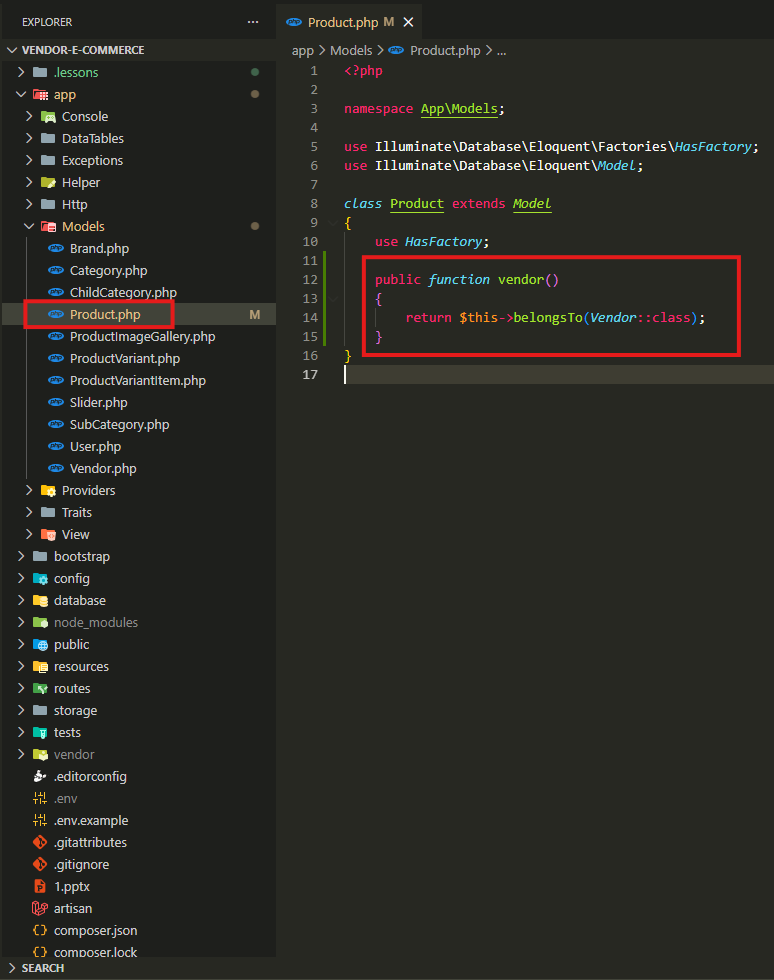 EXPLORER
...
VENDOR-E-COMMERCE
.lessons
app
Console
DataTables
Exceptions
Helper
Http
Models
Brand.php
Category.php
ChildCategory.php
Product.php M
ProductImageGallery.php
ProductVariant.php
ProductVariantItem.php
Slider.php
SubCategory.php
User.php
Vendor.php
Providers
Traits
View
bootstrap
config
database
node_modules
public
resources
routes
storage
tests
vendor
.editorconfig
.env
.env.example
.gitattributes
.gitignore
1.pptx
artisan
composer.json
composer.lock
SEARCH
Product.php M
app > Models > Product.php > ...
1 <?php
2
3 namespace App\Models;
4
5 use Illuminate\Database\Eloquent\Factories\HasFactory;
6 use Illuminate\Database\Eloquent\Model;
7
8 class Product extends Model
9 {
10 use HasFactory;
11
12 public function vendor()
13 {
14 return $this->belongsTo(Vendor::class);
15 }
16 }
17